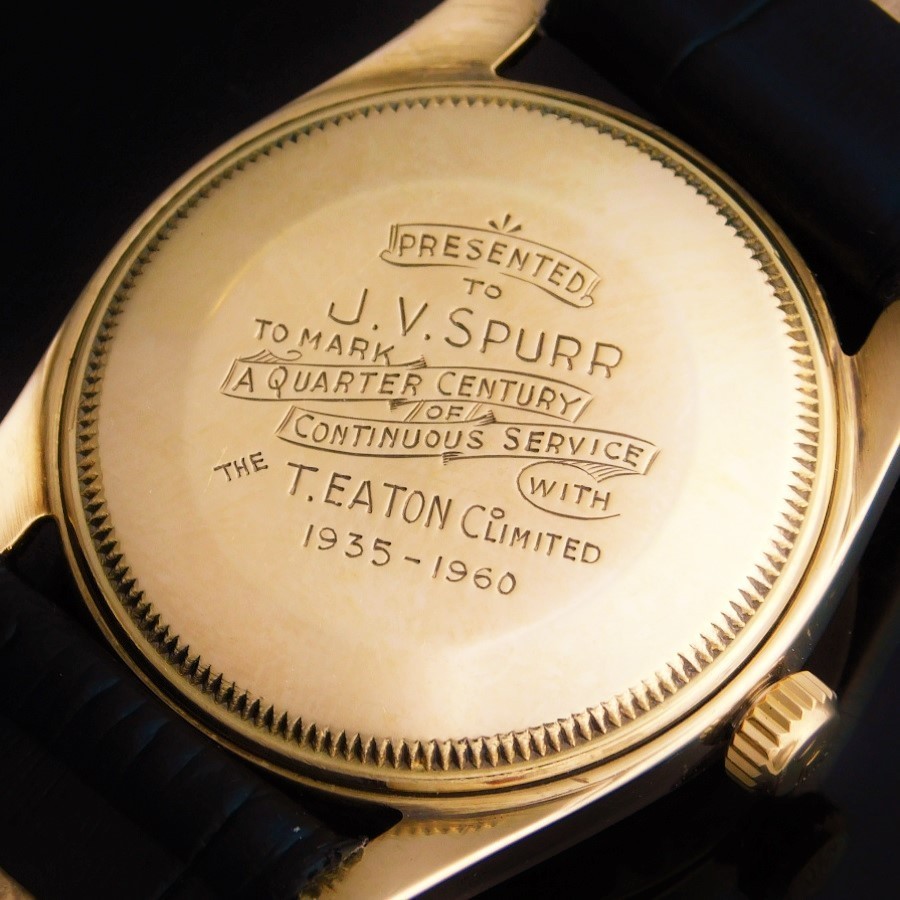 PRESENTED
TO
J. V. SPURR
TO MARK
A QUARTER CENTURY
OF
CONTINUOUS SERVICE
WITH
THE T. EATON Co LIMITED
1935-1960